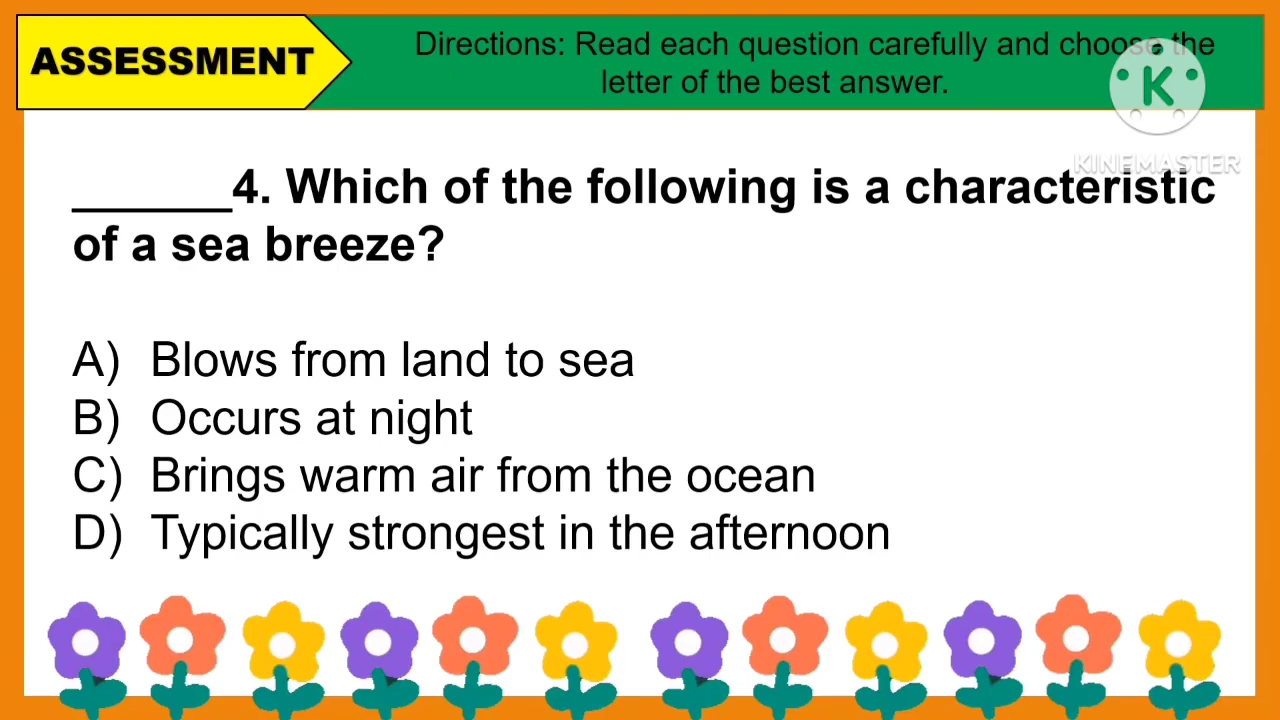 ASSESSMENT
Directions: Read each question carefully and choose the
letter of the best answer.
K
KINEMASTER
______4. Which of the following is a characteristic
of a sea breeze?
A) Blows from land to sea
B) Occurs at night
C) Brings warm air from the ocean
D) Typically strongest in the afternoon